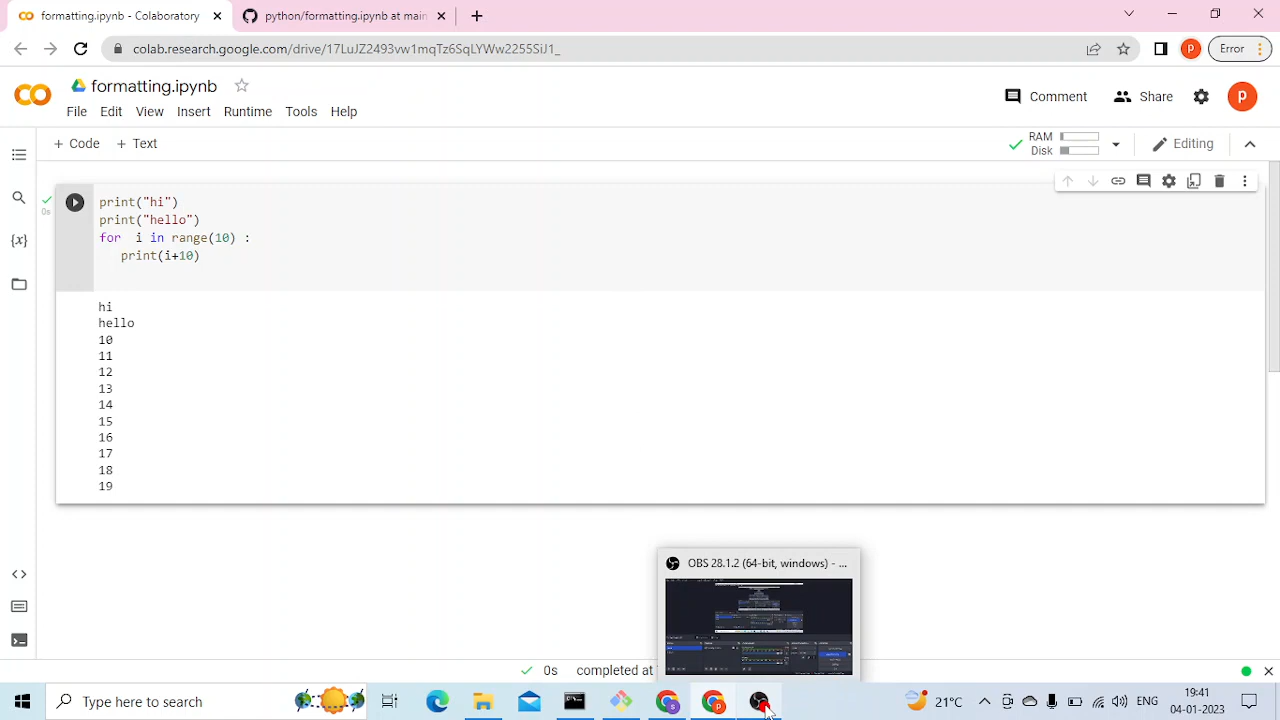 formatting.ipynb - Colaboratory
python/formatting.ipynb at main
colab.research.google.com/drive/17LuJZ2493vw1mqTz6SqLYWw2255SiJ1_
p
Error
formatting.ipynb
File Edit View Insert Runtime Tools Help
Comment
Share
p
+ Code + Text
RAM
Disk
Editing
{x}
0s
print("hi")
print("hello")
for i in range(10) :
print(i+10)
hi
hello
10
11
12
13
14
15
16
17
18
19
OBS 28.1.2 (64-bit, windows) - ...
completed at
Type here to search
s
p
21°C
ENG
04-01-2023